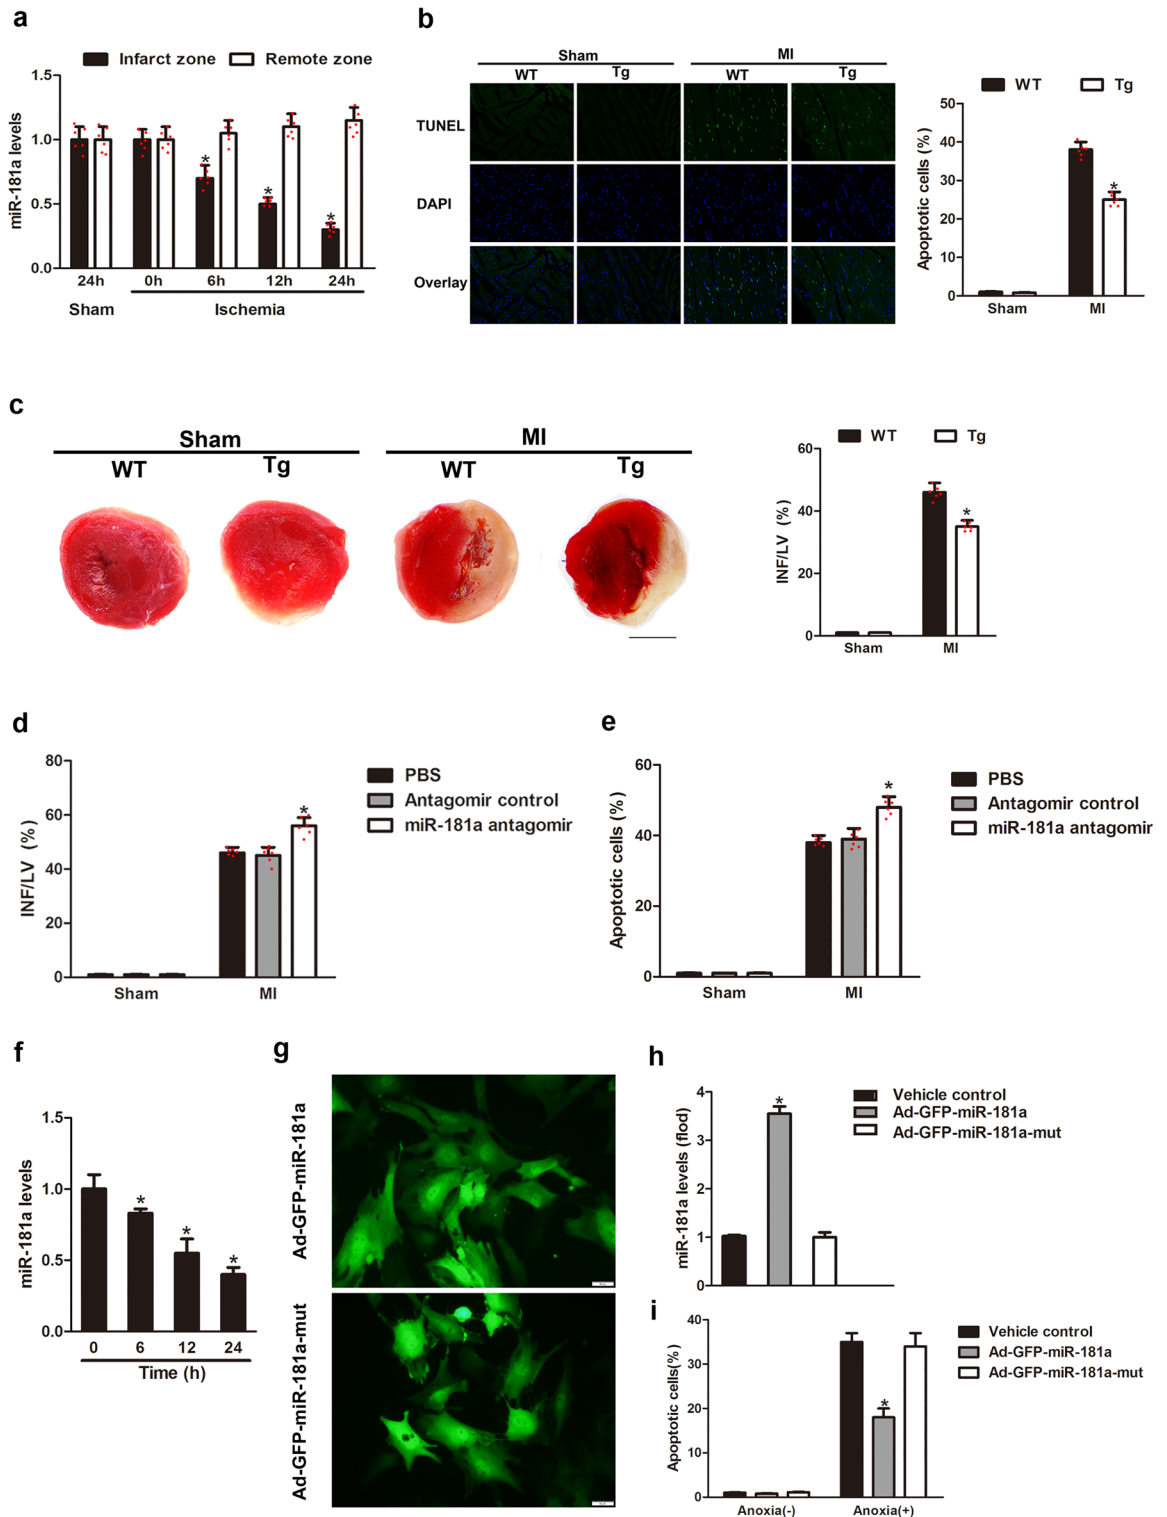 a
Infarct zone Remote zone
miR-181a levels
1.5
1.0
0.5
0.0
* * *
24h 0h 6h 12h 24h
Sham Ischemia
b
Sham MI
WT Tg WT Tg
TUNEL
DAPI
Overlay
WT Tg
Apoptotic cells (%)
50
40
30
20
10
0
*
Sham MI
c
Sham MI
WT Tg WT Tg
WT Tg
INF/LV (%)
60
40
20
0
*
Sham MI
d
INF/LV (%)
80
60
40
20
0
*
Sham MI
PBS
Antagomir control
miR-181a antagomir
e
Apoptotic cells (%)
60
40
20
0
*
Sham MI
PBS
Antagomir control
miR-181a antagomir
f
miR-181a levels
1.5
1.0
0.5
0.0
* * *
0 6 12 24
Time (h)
g
Ad-GFP-miR-181a
Ad-GFP-miR-181a-mut
h
miR-181a levels (flod)
4
3
2
1
0
*
Vehicle control
Ad-GFP-miR-181a
Ad-GFP-miR-181a-mut
i
Apoptotic cells(%)
40
30
20
10
0
*
Anoxia(-) Anoxia(+)
Vehicle control
Ad-GFP-miR-181a
Ad-GFP-miR-181a-mut